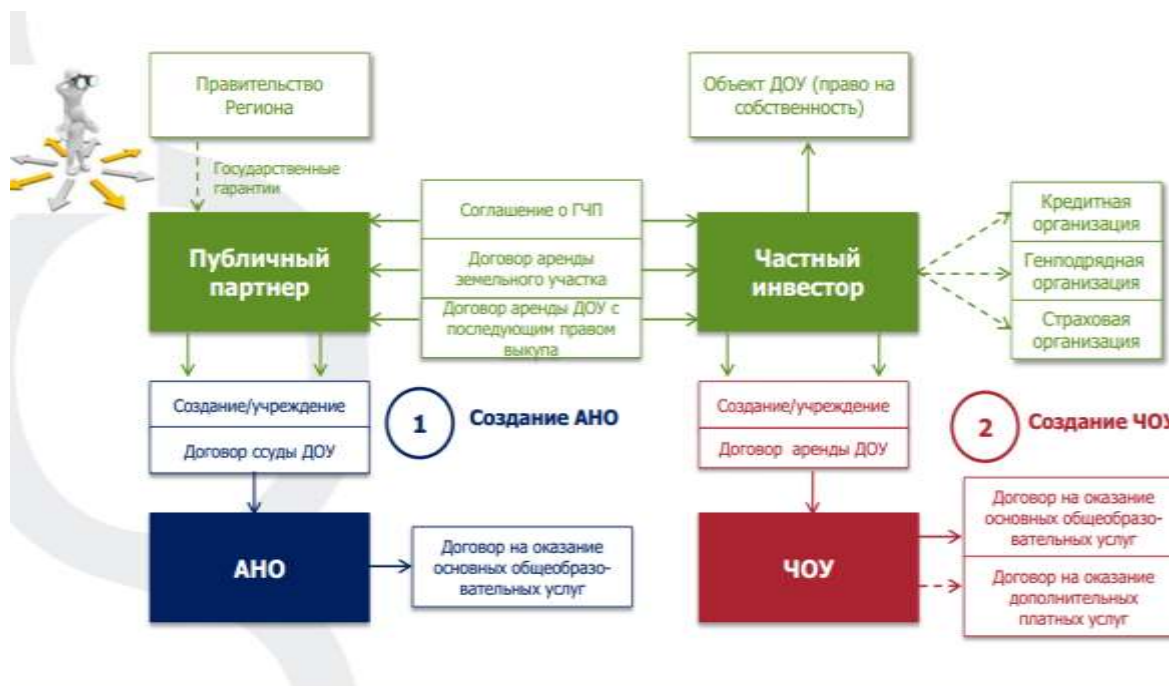 Правительство
Региона
Объект ДОУ (право на
собственность)
Государственные
гарантии
Соглашение о ГЧП
Кредитная
организация
Публичный
партнер
Договор аренды
земельного участка
Частный
инвестор
Генподрядная
организация
Договор аренды ДОУ с
последующим правом
выкупа
Страховая
организация
Создание/учреждение
Договор ссуды ДОУ
1
Создание АНО
Создание/учреждение
Договор аренды ДОУ
2
Создание ЧОУ
АНО
Договор на оказание
основных общеобразо-
вательных услуг
ЧОУ
Договор на оказание
основных общеобразо-
вательных услуг
Договор на оказание
дополнительных
платных услуг